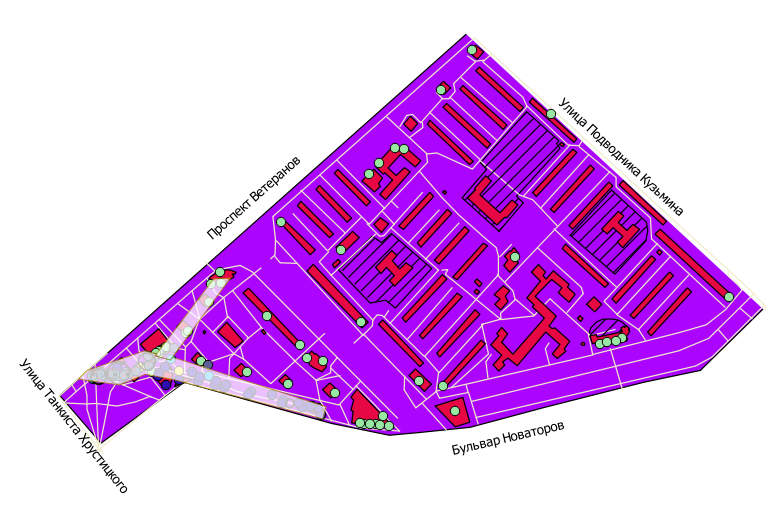 Улица Подводника Кузьмина
Проспект Ветеранов
Улица Танкиста Хрустицкого
Бульвар Новаторов